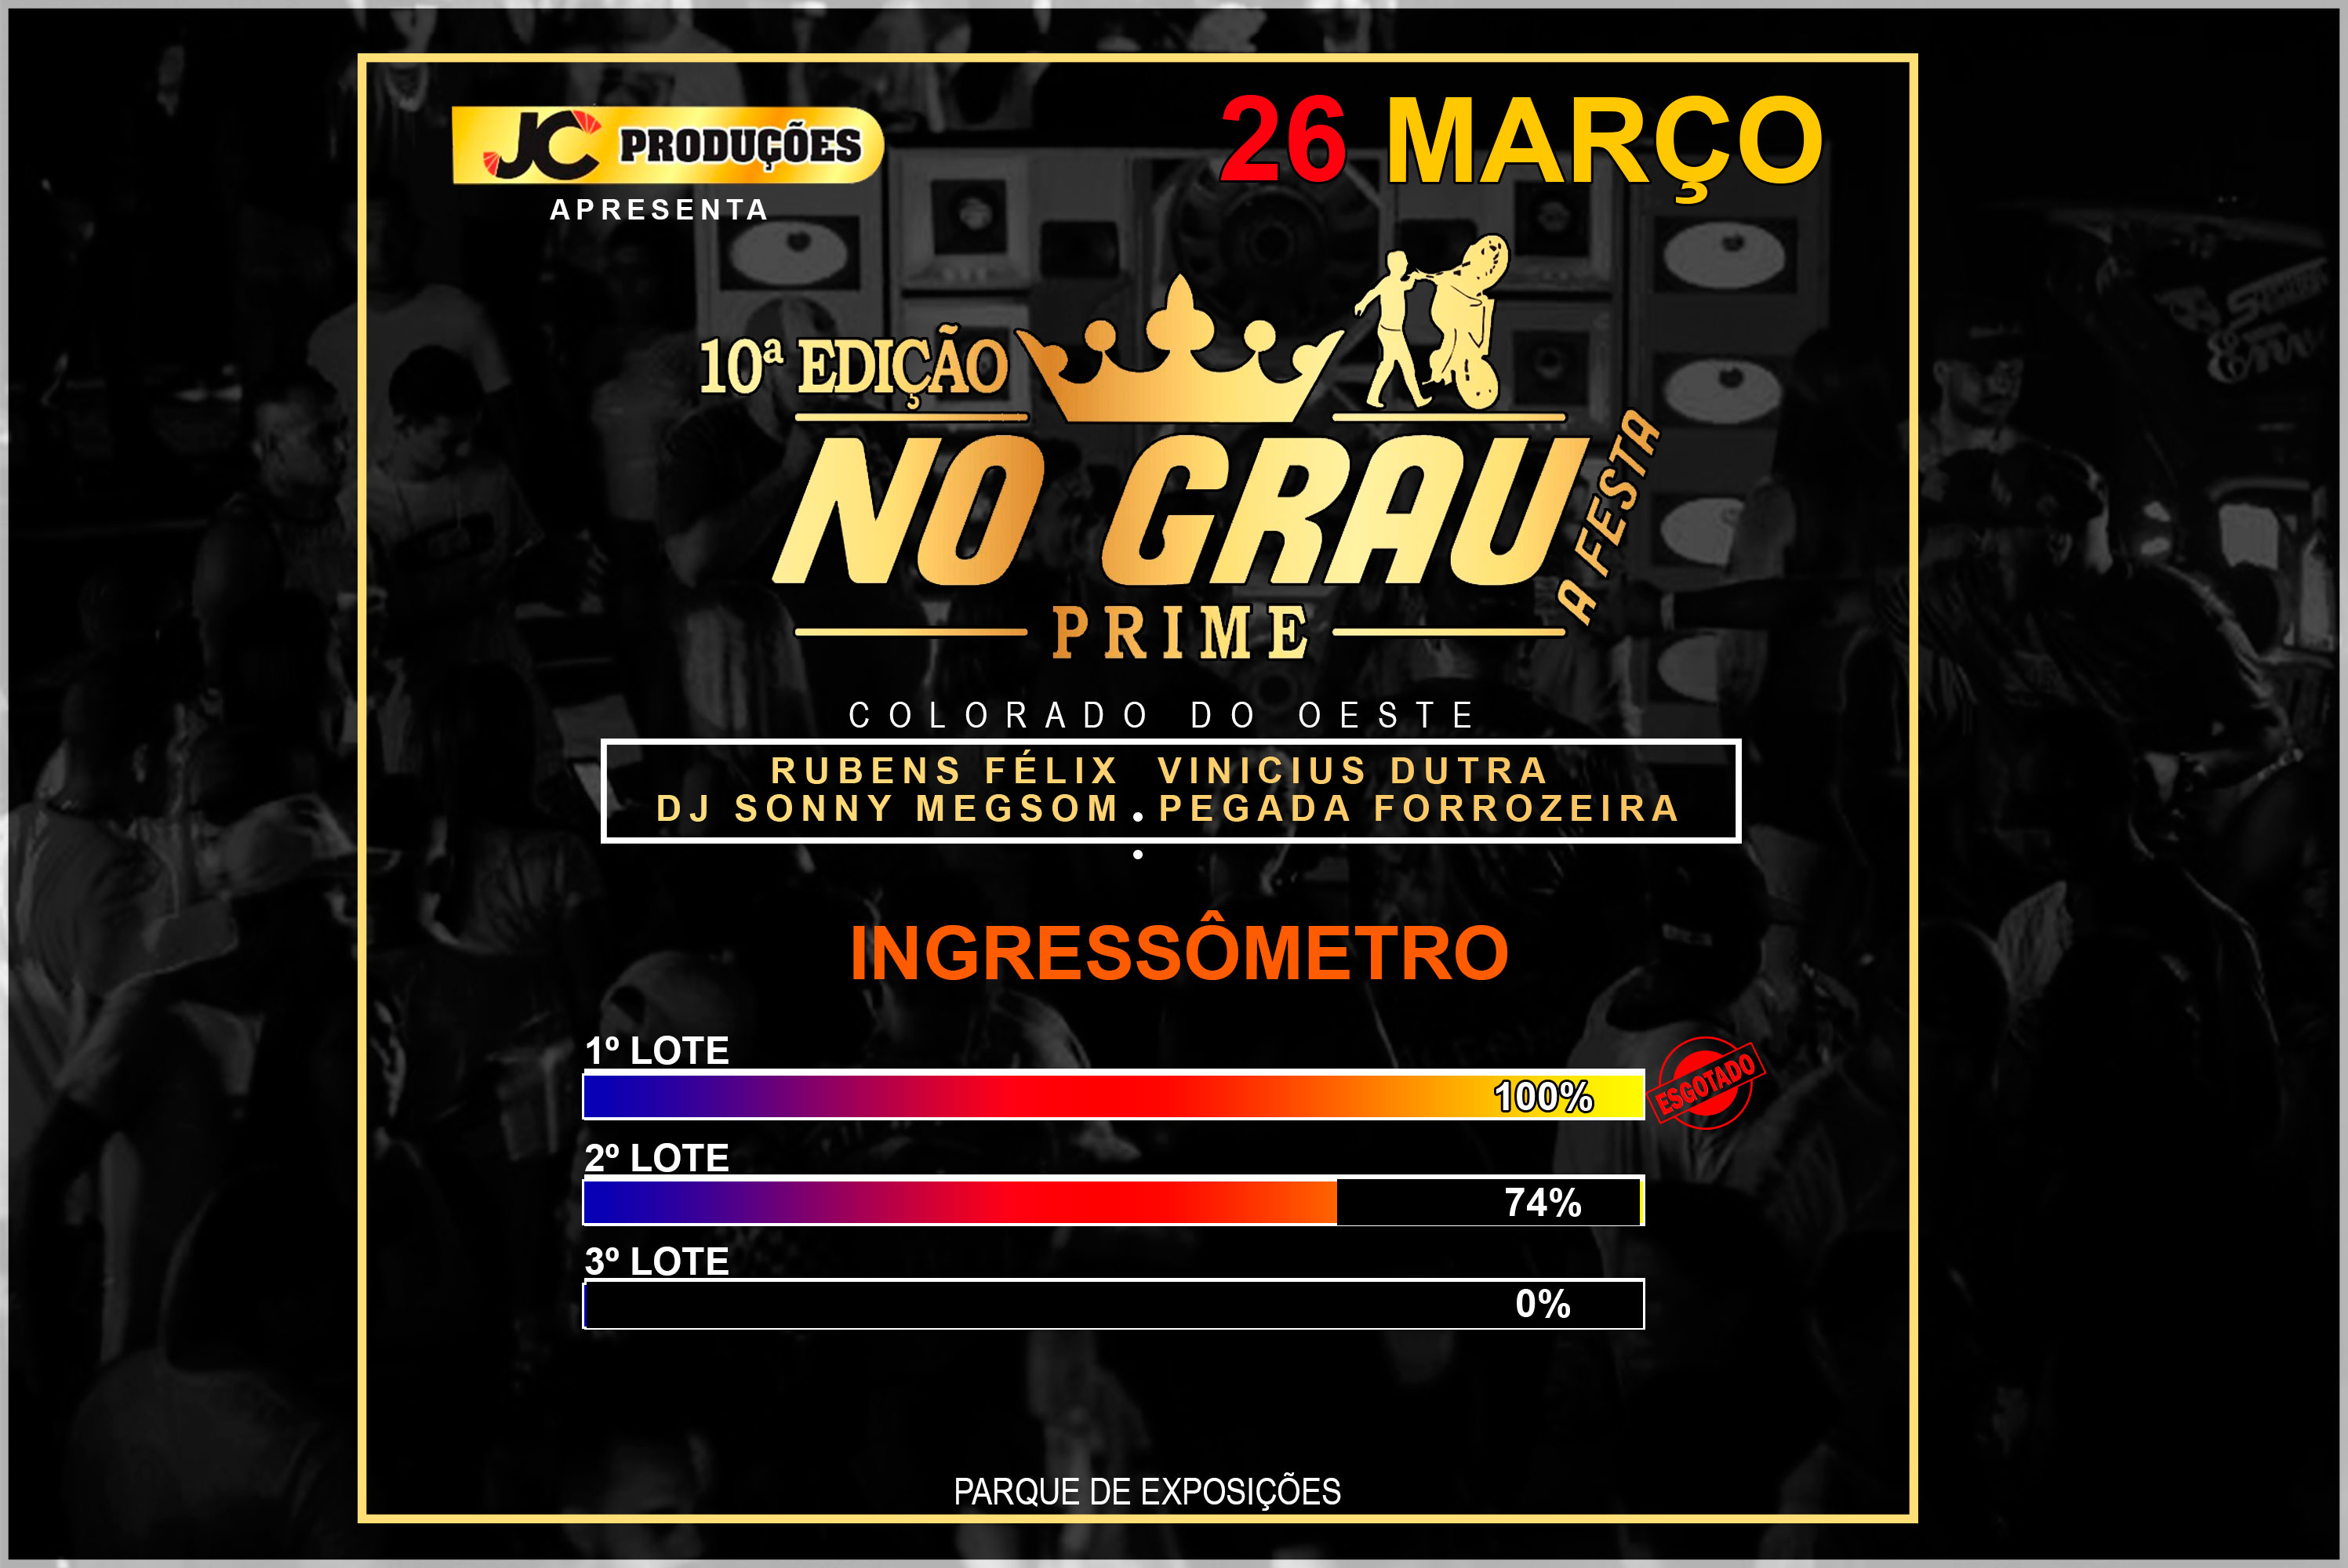 JC PRODUÇÕES
APRESENTA
26 MARÇO
10ª EDIÇÃO
NO GRAU
A FESTA
PRIME
COLORADO DO OESTE
RUBENS FÉLIX VINICIUS DUTRA
DJ SONNY MEGSOM • PEGADA FORROZEIRA
•
INGRESSÔMETRO
1º LOTE
100%
ESGOTADO
2º LOTE
74%
3º LOTE
0%
PARQUE DE EXPOSIÇÕES